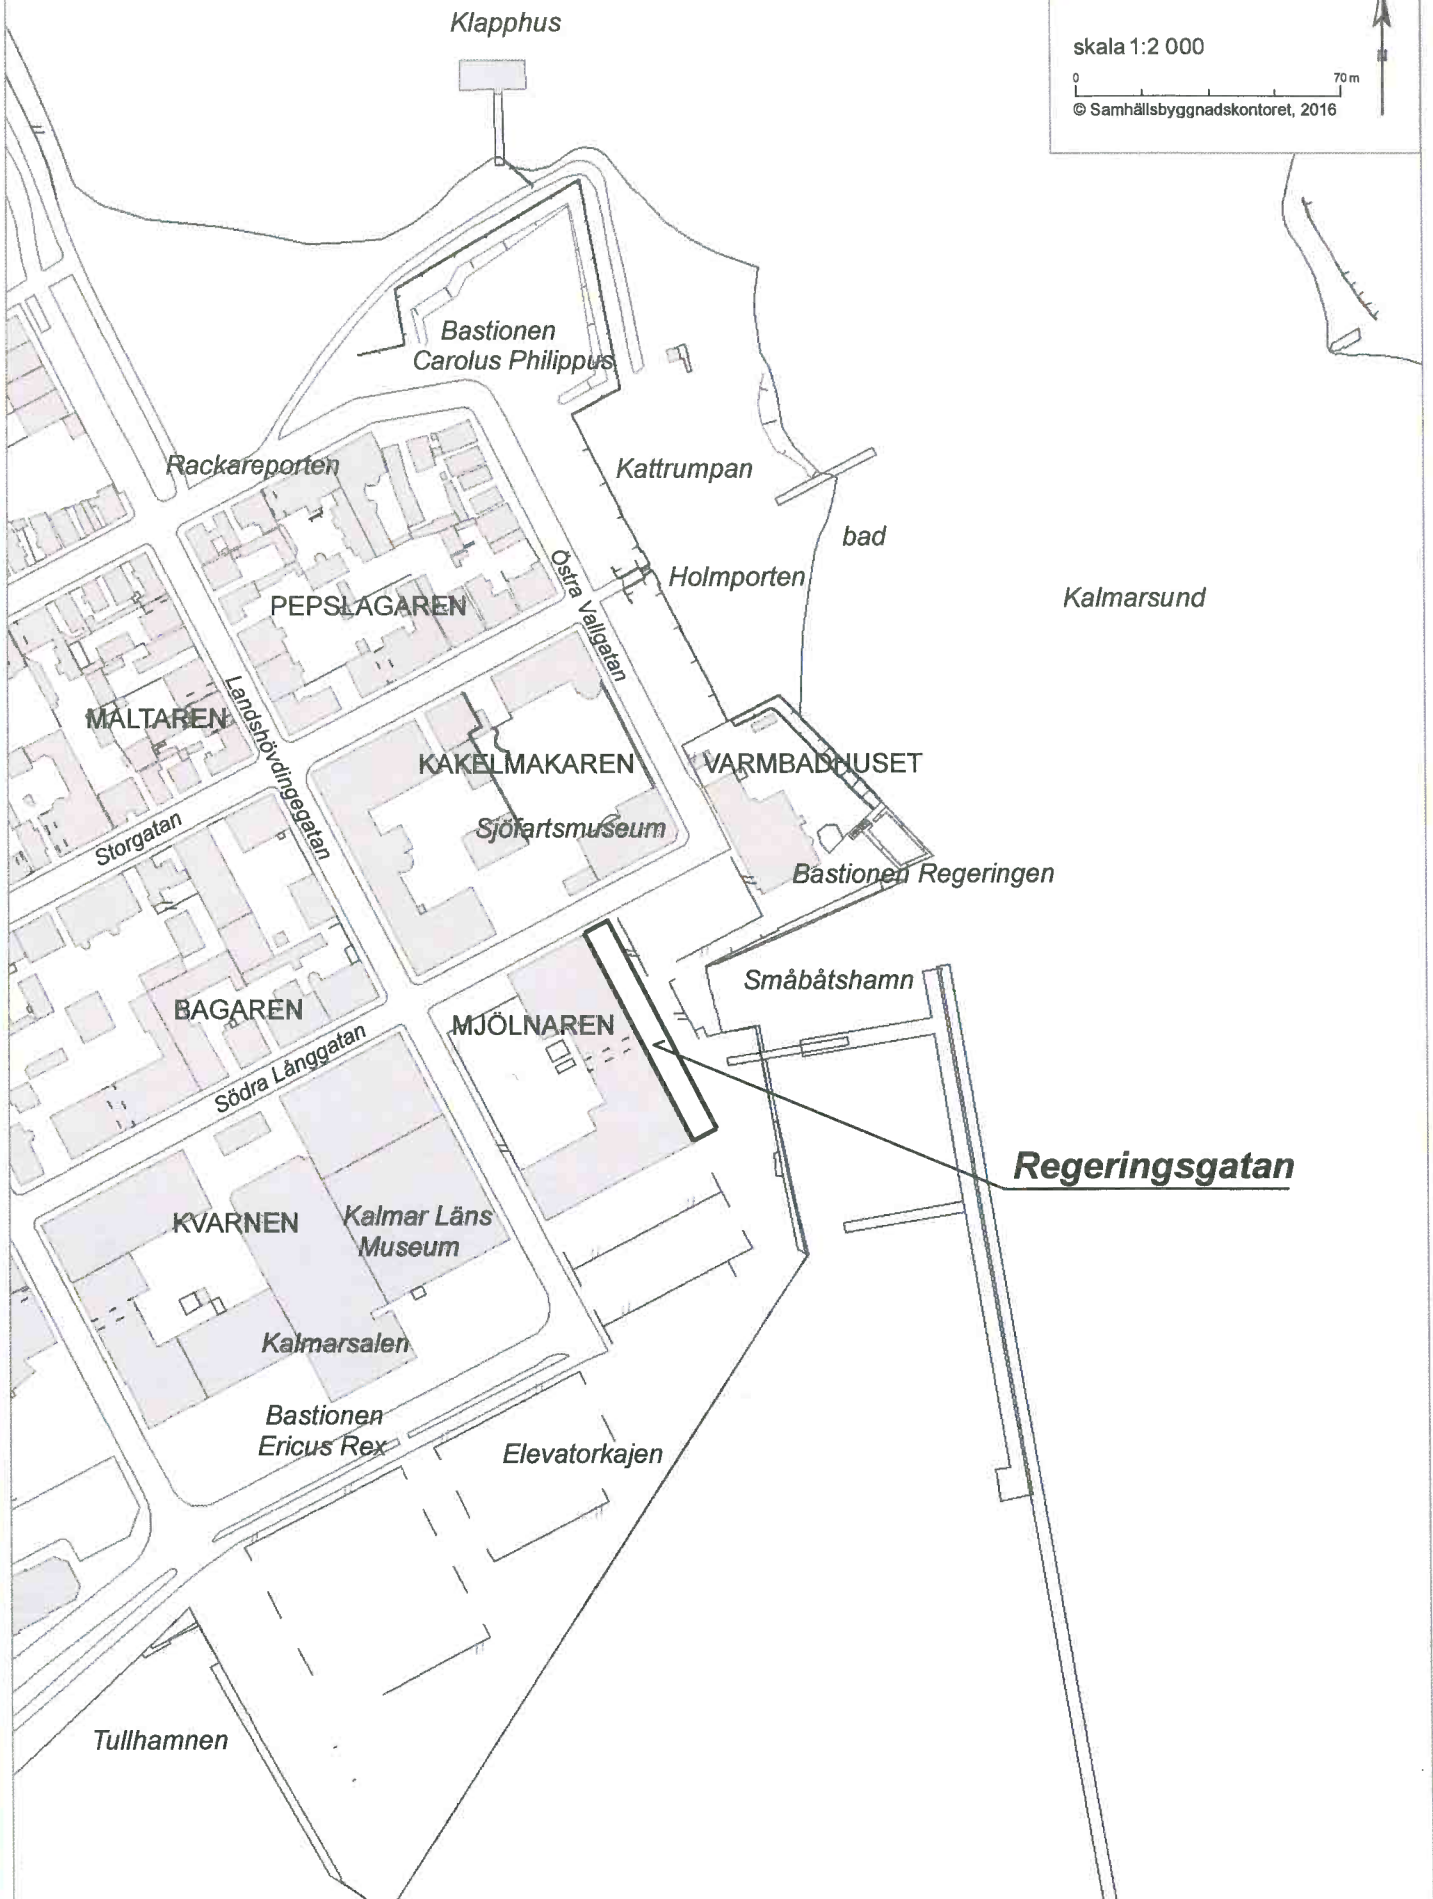 Klapphus
skala 1:2 000
0 70 m
© Samhällsbyggnadskontoret, 2016
Bastionen
Carolus Philippus
Rackareporten
Kattrumpan
bad
Holmporten
Kalmarsund
Östra Vallgatan
PEPSLAGAREN
MALTAREN
Landshövdingegatan
KAKELMAKAREN
VARMBADHUSET
Storgatan
Sjöfartsmuseum
Bastionen Regeringen
Småbåtshamn
BAGAREN
MJÖLNAREN
Södra Långgatan
Regeringsgatan
KVARNEN
Kalmar Läns
Museum
Kalmarsalen
Bastionen
Ericus Rex
Elevatorkajen
Tullhamnen